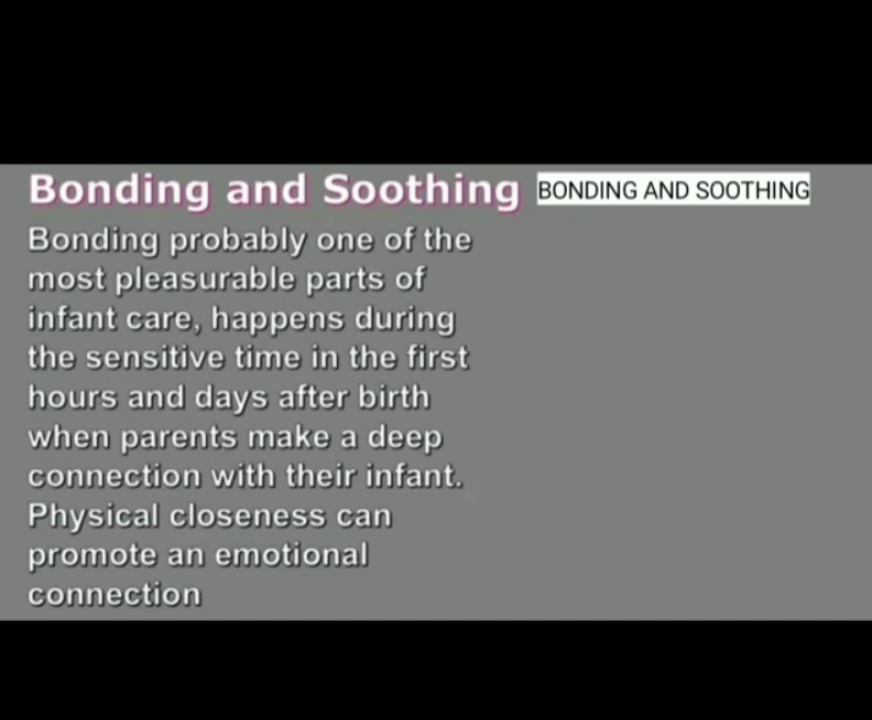 Bonding and Soothing
BONDING AND SOOTHING
Bonding probably one of the
most pleasurable parts of
infant care, happens during
the sensitive time in the first
hours and days after birth
when parents make a deep
connection with their infant.
Physical closeness can
promote an emotional
connection